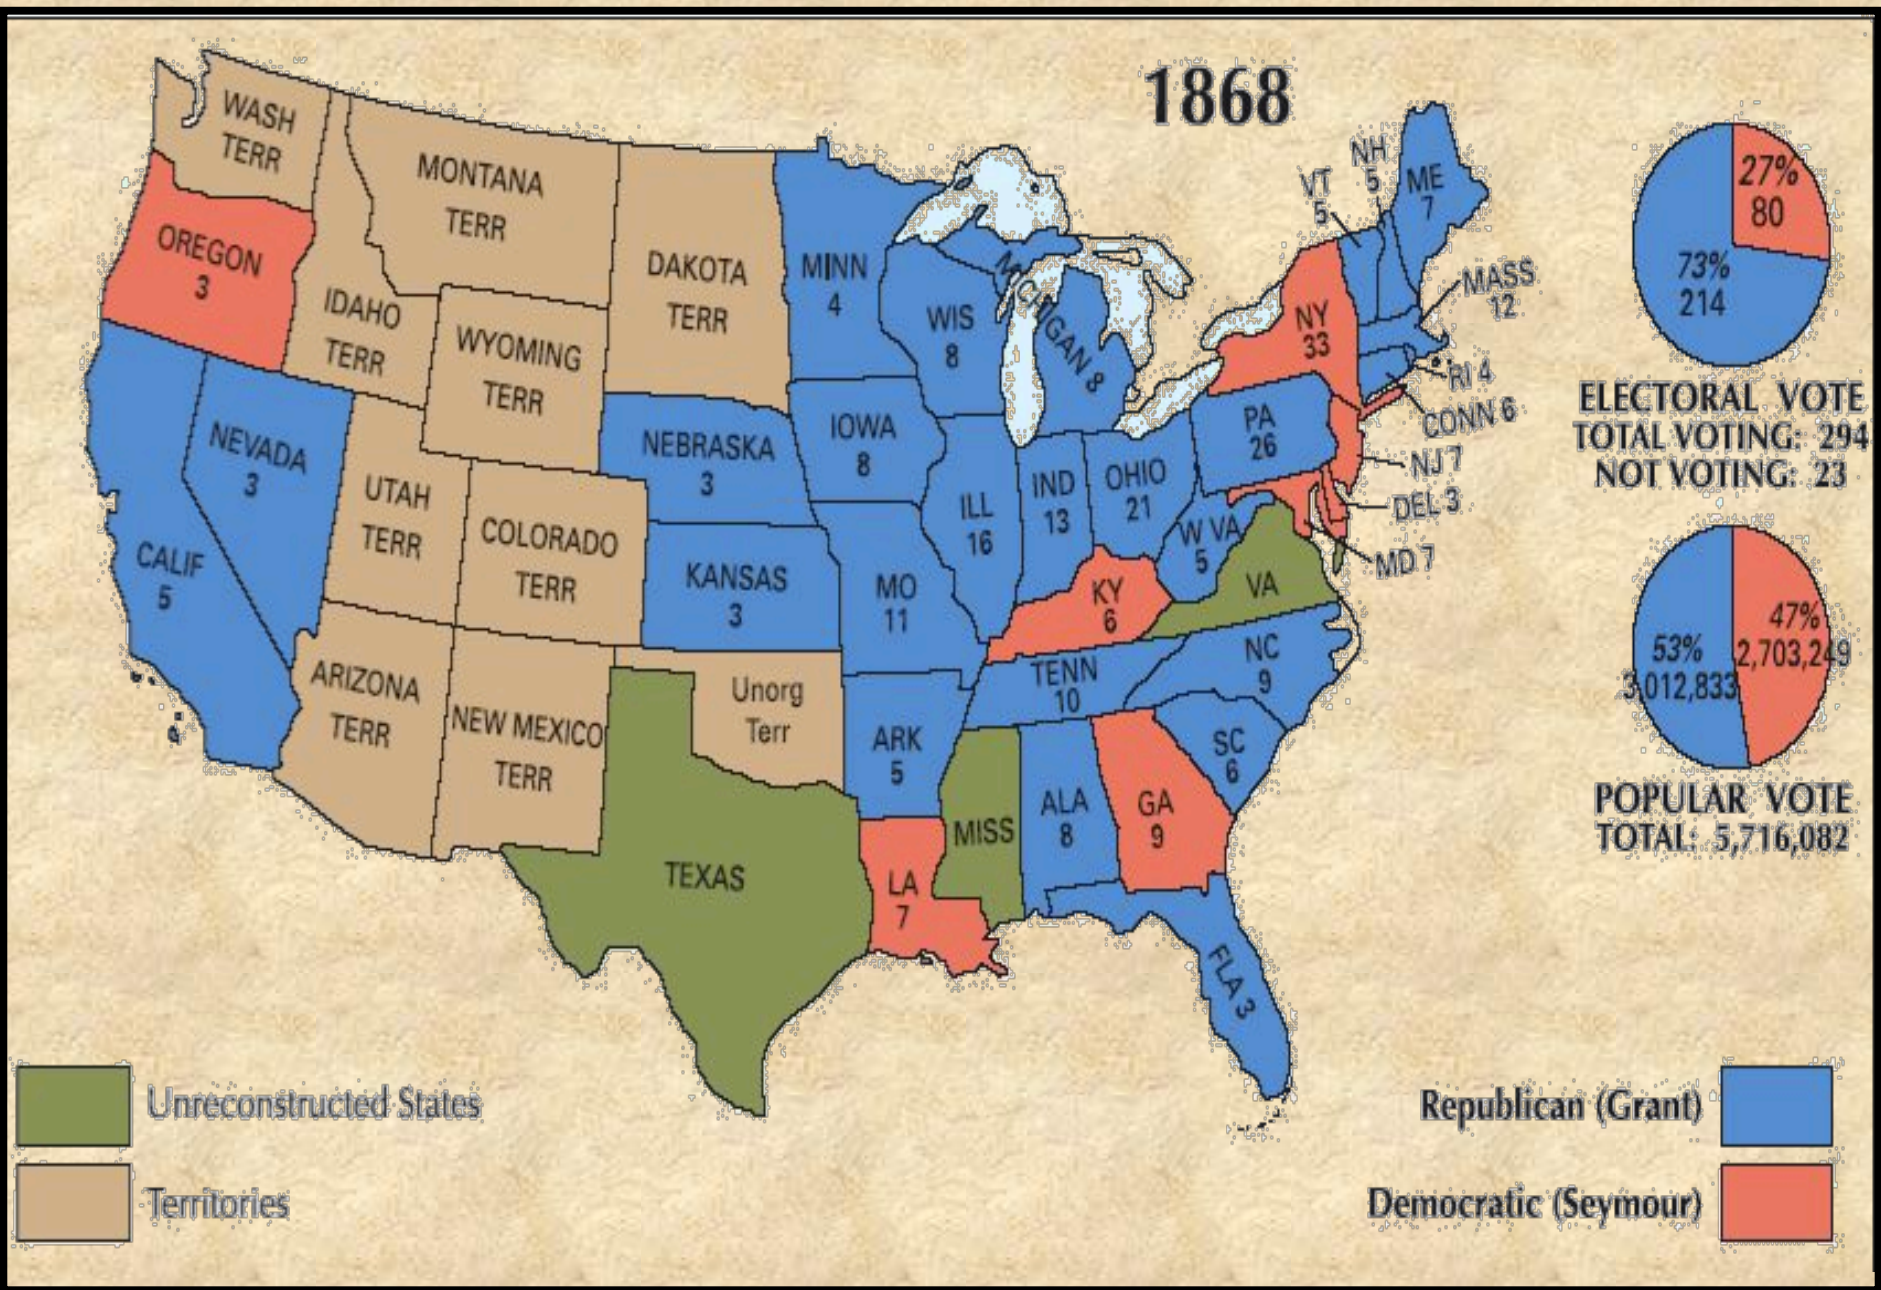 1868
WASH
TERR
MONTANA
TERR
OREGON
3
IDAHO
TERR
WYOMING
TERR
DAKOTA
TERR
MINN
4
WIS
8
MICHIGAN 8
NH
5
VT
5
ME
7
MASS
12
NY
33
RI 4
CONN 6
NJ 7
DEL 3
MD 7
PA
26
NEVADA
3
CALIF
5
UTAH
TERR
COLORADO
TERR
NEBRASKA
3
IOWA
8
KANSAS
3
MO
11
ILL
16
IND
13
OHIO
21
W VA
5
VA
KY
6
TENN
10
NC
9
SC
6
ARIZONA
TERR
NEW MEXICO
TERR
Unorg
Terr
ARK
5
TEXAS
LA
7
MISS
ALA
8
GA
9
FLA 3
27%
80
73%
214
ELECTORAL VOTE
TOTAL VOTING: 294
NOT VOTING: 23
47%
2,703,249
53%
3,012,833
POPULAR VOTE
TOTAL: 5,716,082
Unreconstructed States
Territories
Republican (Grant)
Democratic (Seymour)